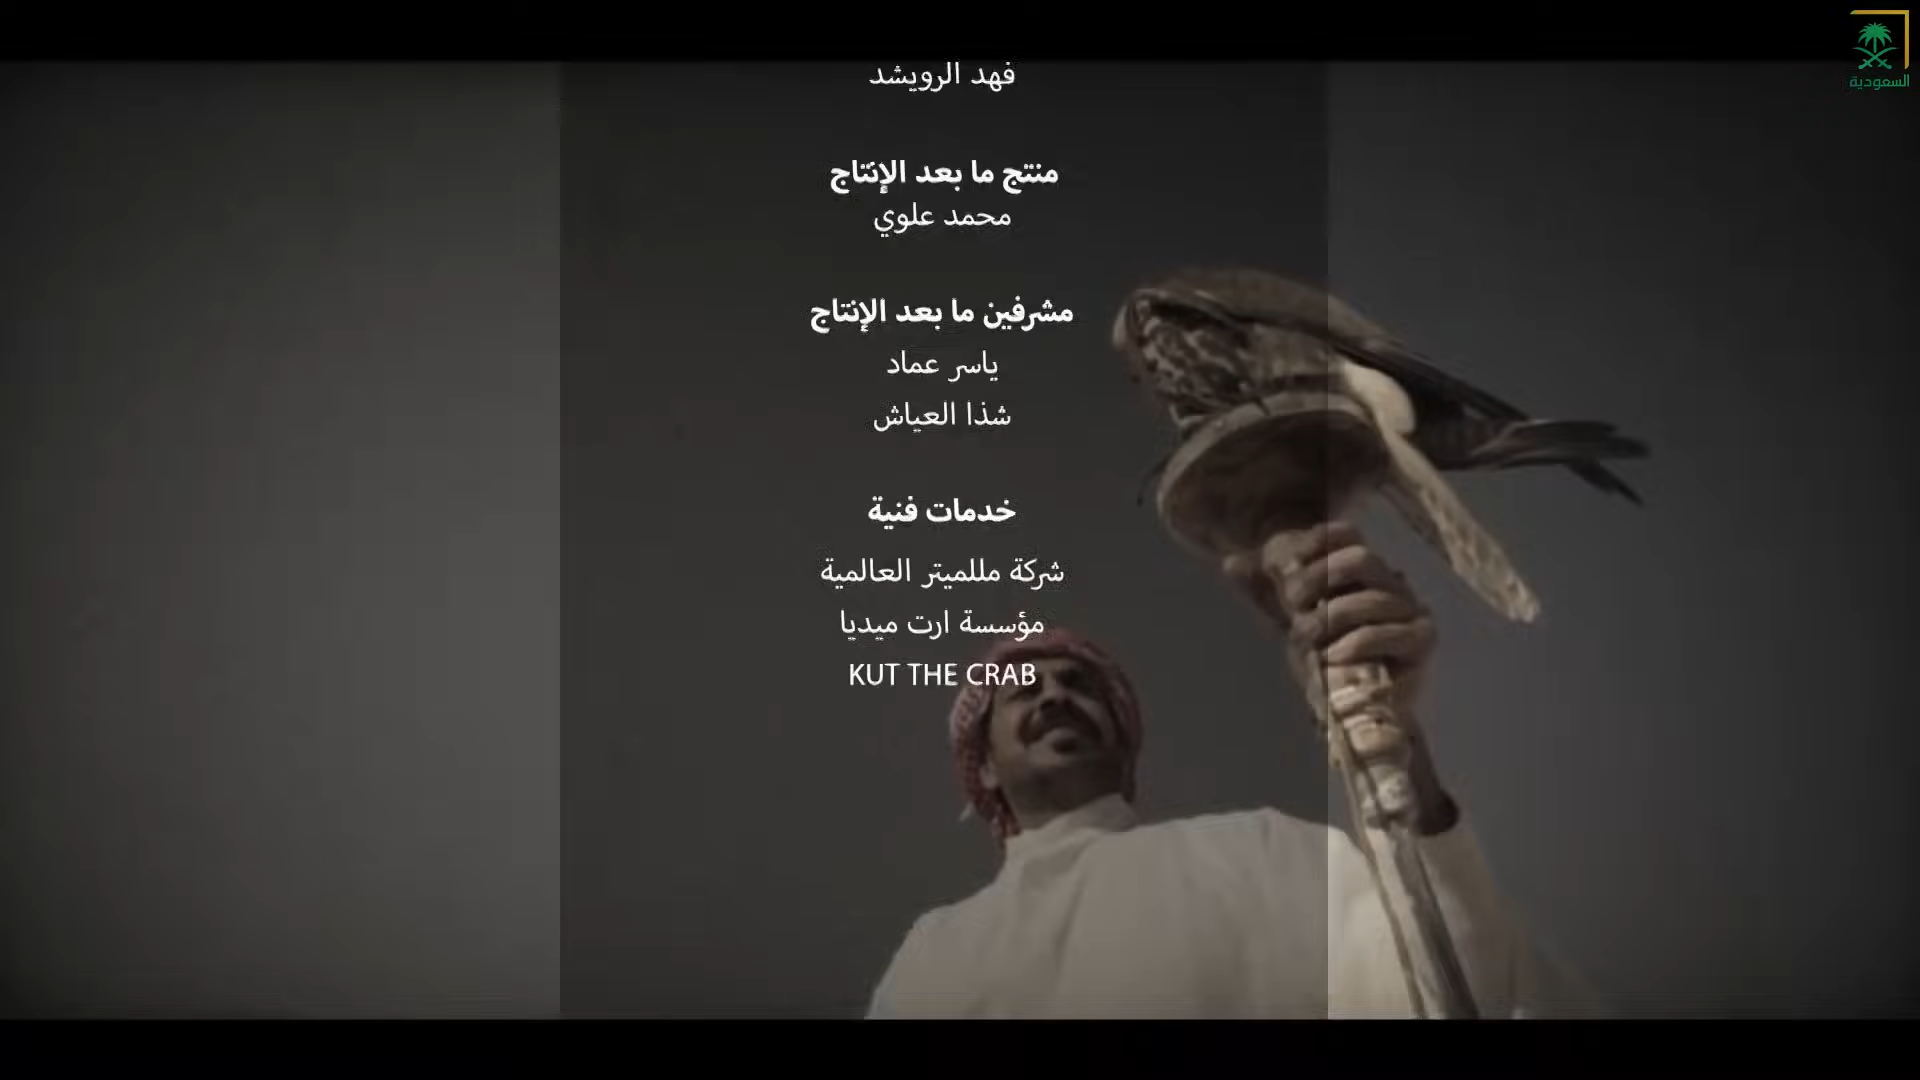 السعودية
فهد الرويشد
منتج ما بعد الإنتاج
محمد علوي
مشرفين ما بعد الإنتاج
ياسر عماد
شذا العياش
خدمات فنية
شركة مللميتر العالمية
مؤسسة ارت ميديا
KUT THE CRAB